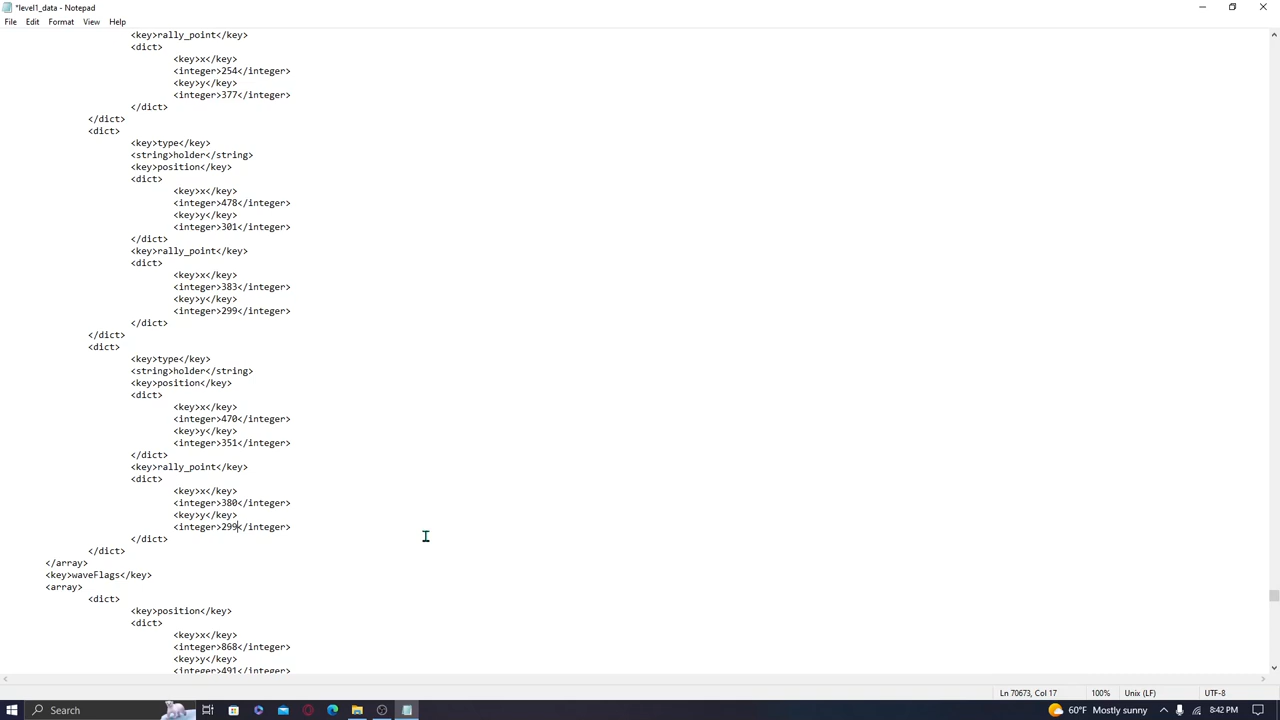 *level1_data - Notepad
File Edit Format View Help
<key>rally_point</key>
<dict>
<key>x</key>
<integer>254</integer>
<key>y</key>
<integer>377</integer>
</dict>
</dict>
<dict>
<key>type</key>
<string>holder</string>
<key>position</key>
<dict>
<key>x</key>
<integer>478</integer>
<key>y</key>
<integer>301</integer>
</dict>
<key>rally_point</key>
<dict>
<key>x</key>
<integer>383</integer>
<key>y</key>
<integer>299</integer>
</dict>
</dict>
<dict>
<key>type</key>
<string>holder</string>
<key>position</key>
<dict>
<key>x</key>
<integer>470</integer>
<key>y</key>
<integer>351</integer>
</dict>
<key>rally_point</key>
<dict>
<key>x</key>
<integer>380</integer>
<key>y</key>
<integer>299</integer>
</dict>
</dict>
</array>
<key>waveFlags</key>
<array>
<dict>
<key>position</key>
<dict>
<key>x</key>
<integer>868</integer>
<key>y</key>
<integer>491</integer>
Ln 70673, Col 17 100% Unix (LF) UTF-8
Search 60°F Mostly sunny 8:42 PM